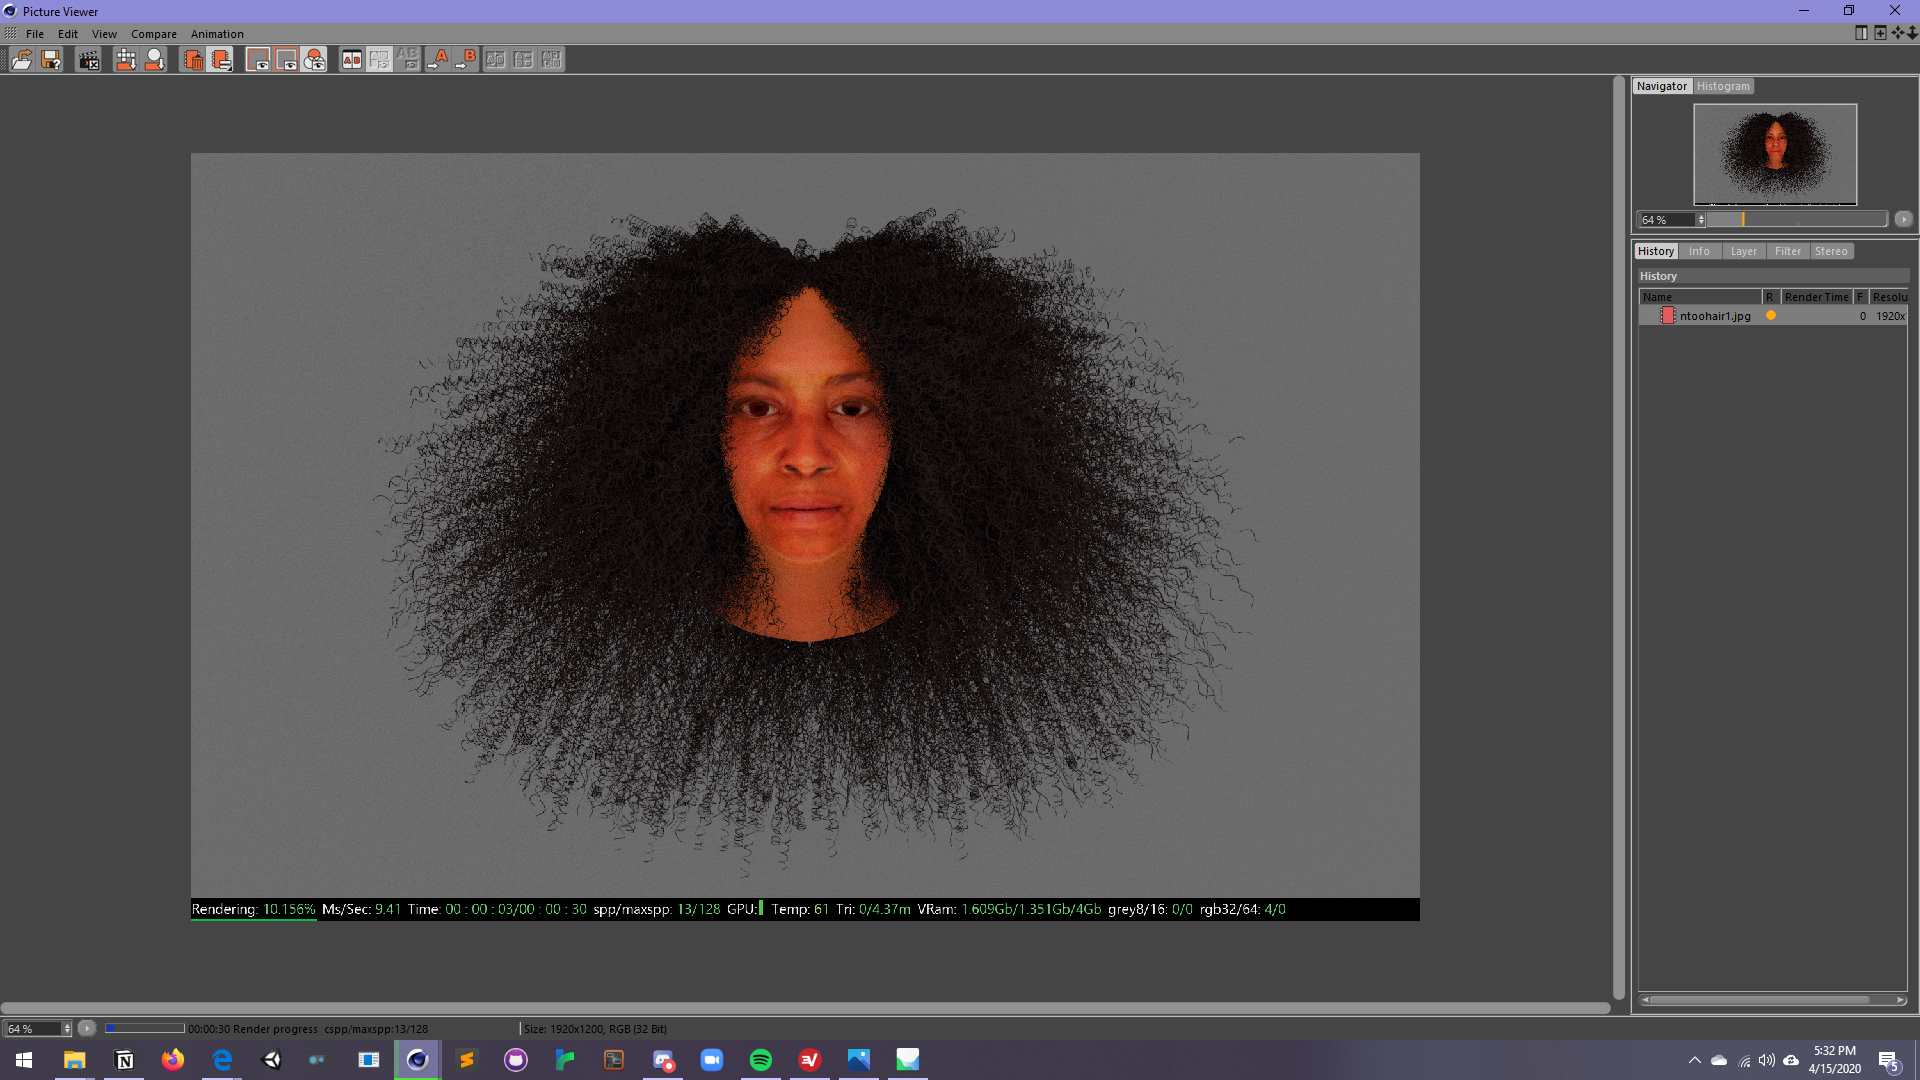 Picture Viewer
File Edit View Compare Animation
Navigator Histogram
64 %
History Info Layer Filter Stereo
History
Name R Render Time F Resolu
ntoohair1.jpg 0 1920x
Rendering: 10.156% Ms/Sec: 9.41 Time: 00 : 00 : 03/00 : 00 : 30 spp/maxspp: 13/128 GPU: Temp: 61 Tri: 0/4.37m VRam: 1.609Gb/1.351Gb/4Gb grey8/16: 0/0 rgb32/64: 4/0
64 % 00:00:30 Render progress cspp/maxspp:13/128 Size: 1920x1200, RGB (32 Bit)
5:32 PM
4/15/2020
5